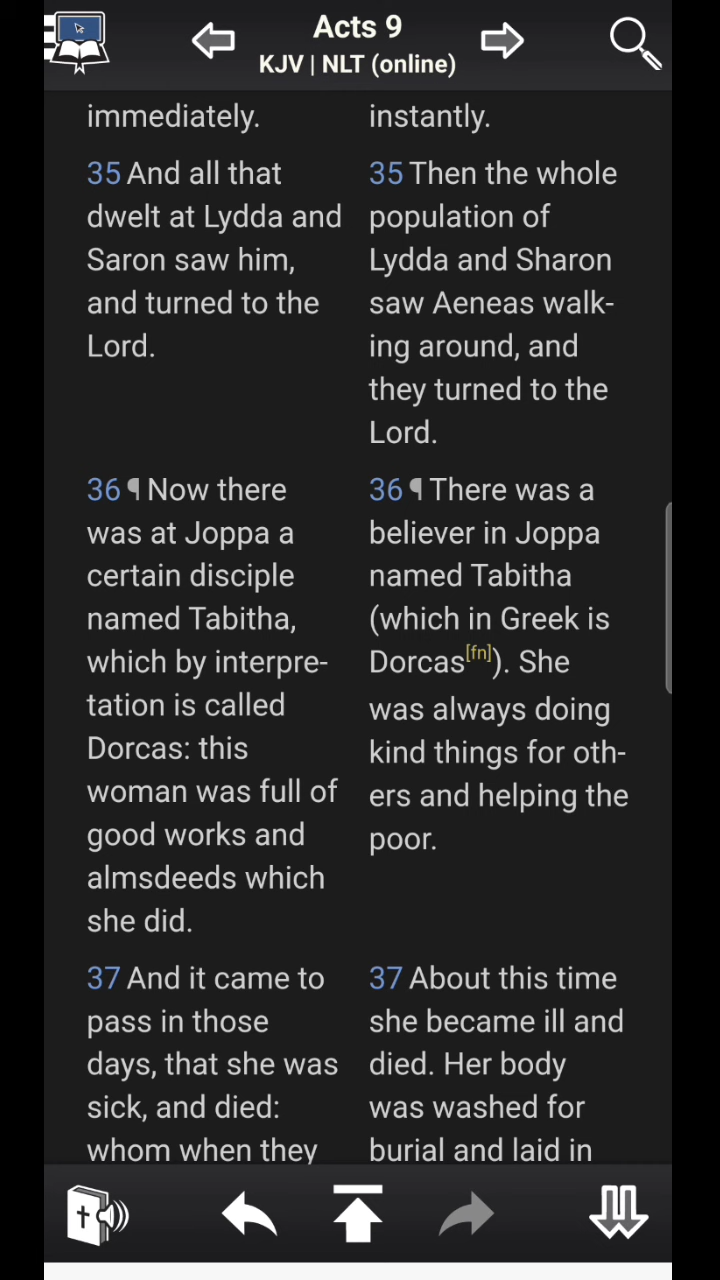 Acts 9
KJV | NLT (online)
immediately.
35 And all that
dwelt at Lydda and
Saron saw him,
and turned to the
Lord.
36 ¶ Now there
was at Joppa a
certain disciple
named Tabitha,
which by interpre-
tation is called
Dorcas: this
woman was full of
good works and
almsdeeds which
she did.
37 And it came to
pass in those
days, that she was
sick, and died:
whom when they
instantly.
35 Then the whole
population of
Lydda and Sharon
saw Aeneas walk-
ing around, and
they turned to the
Lord.
36 ¶ There was a
believer in Joppa
named Tabitha
(which in Greek is
Dorcas[fn]). She
was always doing
kind things for oth-
ers and helping the
poor.
37 About this time
she became ill and
died. Her body
was washed for
burial and laid in